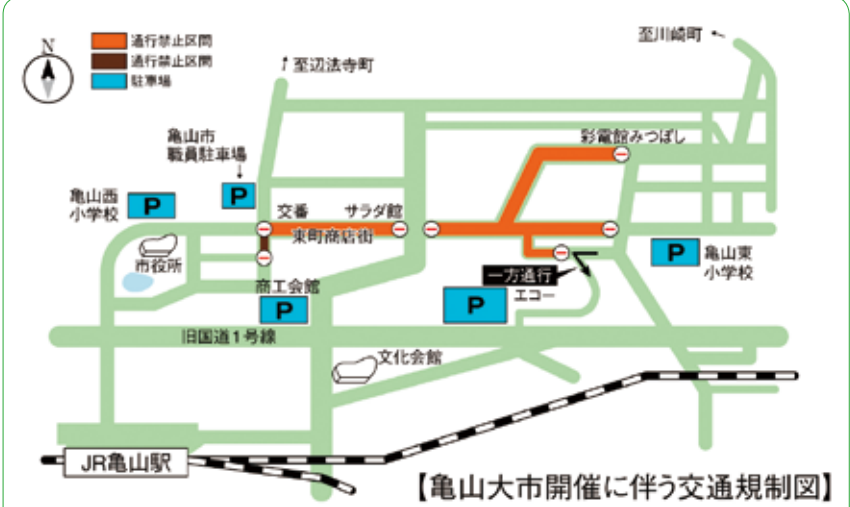 N
通行禁止区間
通行禁止区間
駐車場
↑至辺法寺町
至川崎町
亀山市
職員駐車場
彩電館みつぼし
亀山西
小学校
P
P
交番
サラダ館
東町商店街
市役所
商工会館
P
一方通行
エコー
P
P
亀山東
小学校
旧国道1号線
文化会館
JR亀山駅
【亀山大市開催に伴う交通規制図】